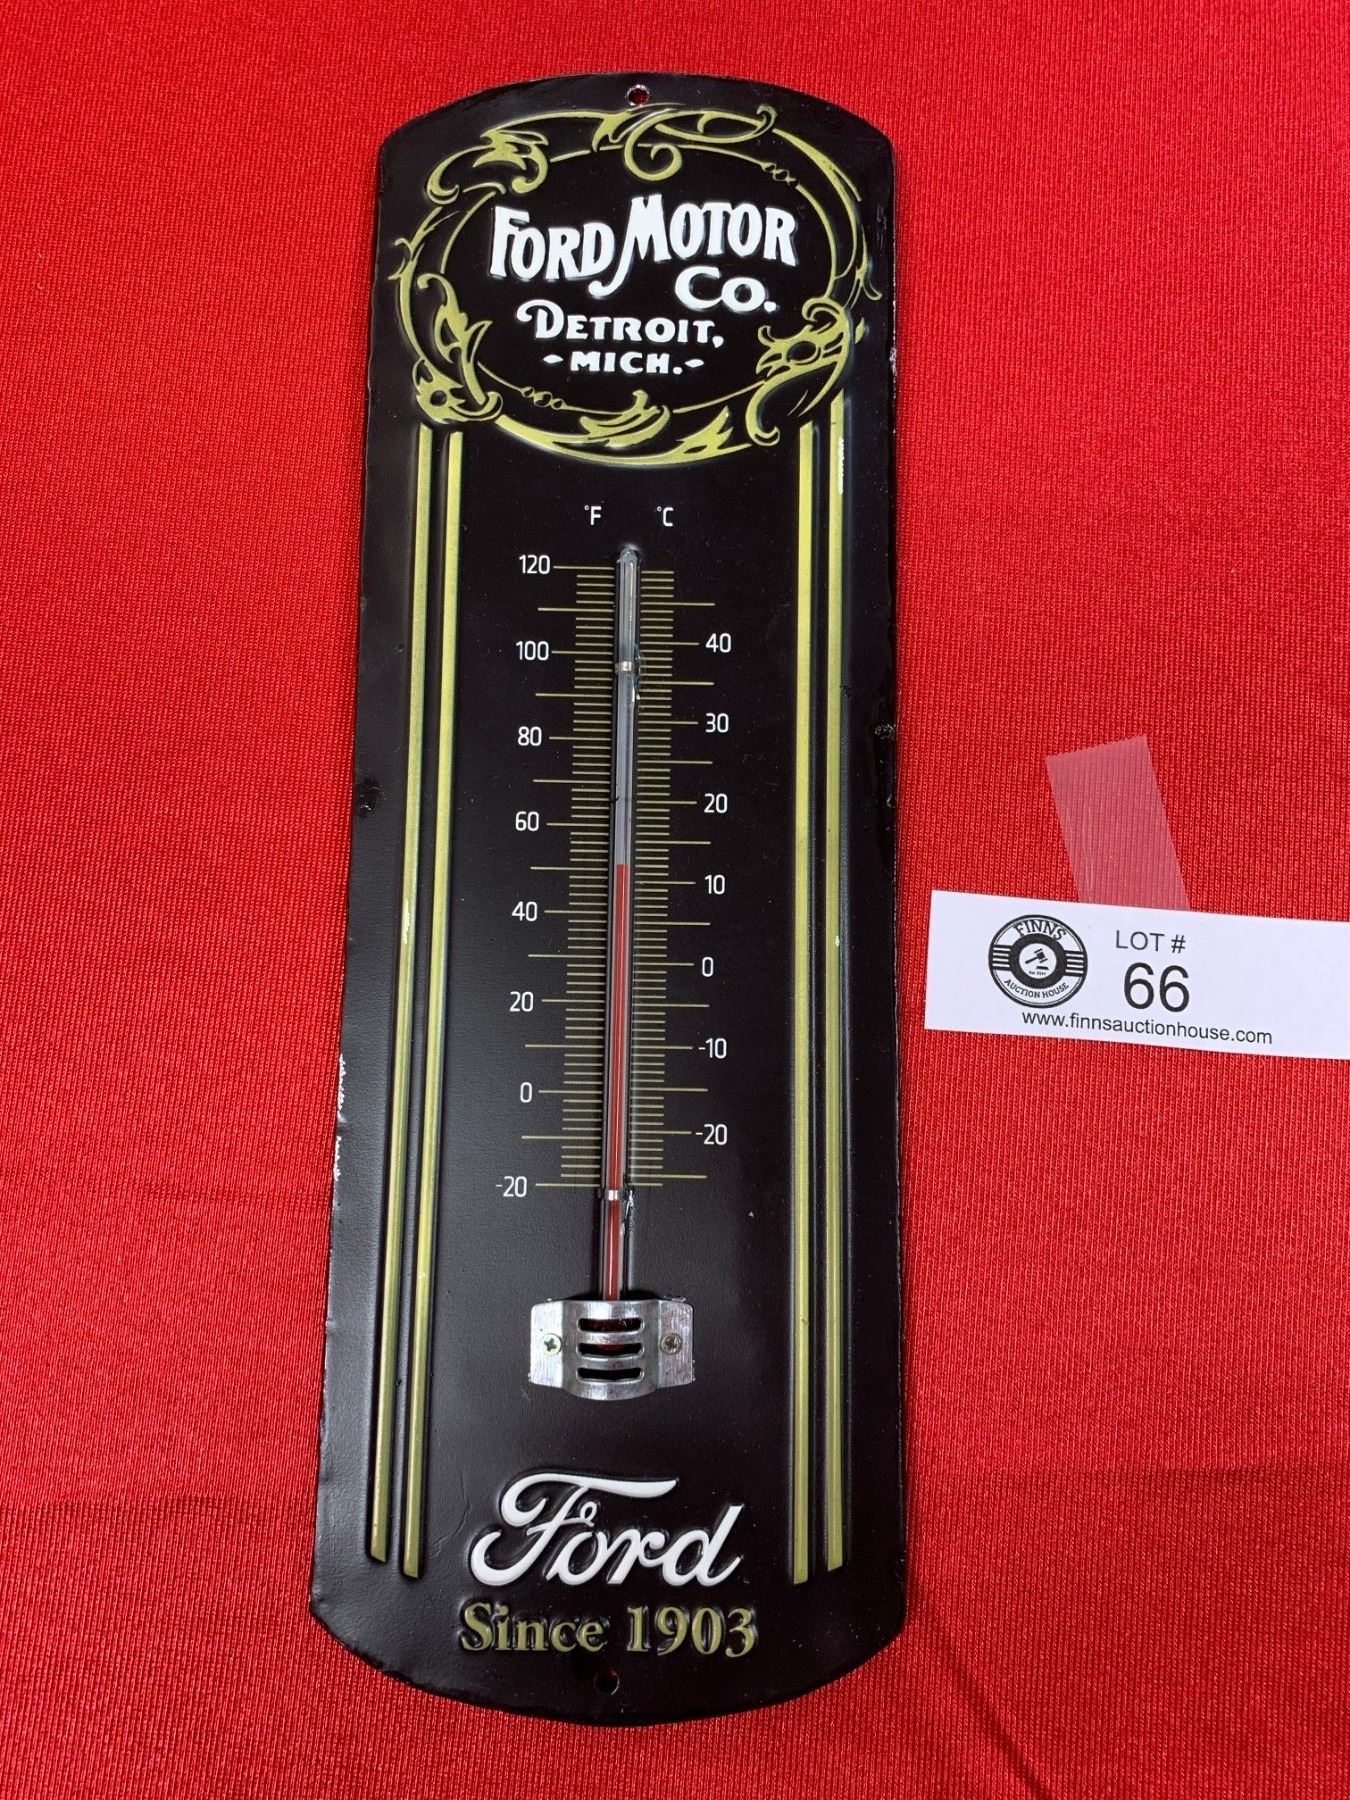 FORD MOTOR
CO.
DETROIT,
-MICH.-
°F °C
120
100
80
60
40
20
0
-20
40
30
20
10
0
-10
-20
Ford
Since 1903
FINNS
AUCTION HOUSE
LOT #
66
www.finnsauctionhouse.com